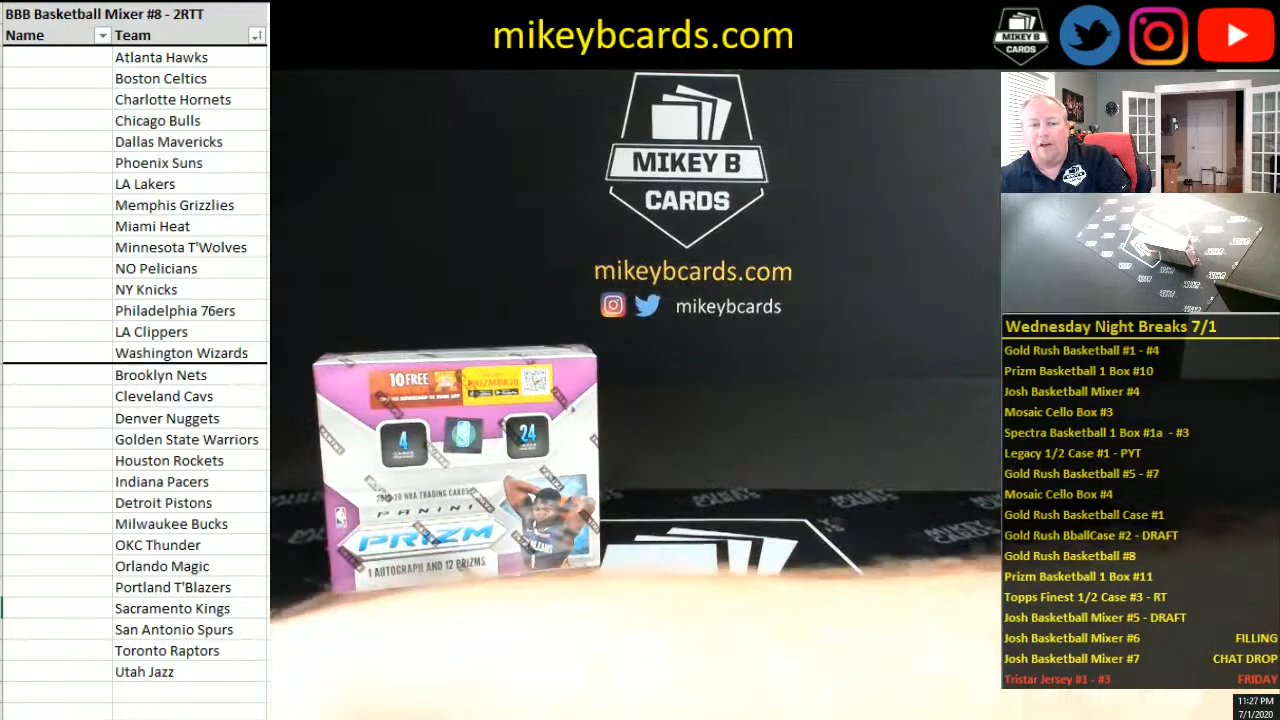 BBB Basketball Mixer #8 - 2RTT
Name Team
Atlanta Hawks
Boston Celtics
Charlotte Hornets
Chicago Bulls
Dallas Mavericks
Phoenix Suns
LA Lakers
Memphis Grizzlies
Miami Heat
Minnesota T'Wolves
NO Pelicians
NY Knicks
Philadelphia 76ers
LA Clippers
Washington Wizards
Brooklyn Nets
Cleveland Cavs
Denver Nuggets
Golden State Warriors
Houston Rockets
Indiana Pacers
Detroit Pistons
Milwaukee Bucks
OKC Thunder
Orlando Magic
Portland T'Blazers
Sacramento Kings
San Antonio Spurs
Toronto Raptors
Utah Jazz
mikeybcards.com
MIKEY B
CARDS
mikeybcards.com
mikeybcards
10 FREE
4
24
NBA TRADING CARDS
PANINI
PRIZM
1 AUTOGRAPH AND 12 PRIZMS
MIKEY B
CARDS
Wednesday Night Breaks 7/1
Gold Rush Basketball #1 - #4
Prizm Basketball 1 Box #10
Josh Basketball Mixer #4
Mosaic Cello Box #3
Spectra Basketball 1 Box #1a - #3
Legacy 1/2 Case #1 - PYT
Gold Rush Basketball #5 - #7
Mosaic Cello Box #4
Gold Rush Basketball Case #1
Gold Rush BballCase #2 - DRAFT
Gold Rush Basketball #8
Prizm Basketball 1 Box #11
Topps Finest 1/2 Case #3 - RT
Josh Basketball Mixer #5 - DRAFT
Josh Basketball Mixer #6 FILLING
Josh Basketball Mixer #7 CHAT DROP
Tristar Jersey #1 - #3 FRIDAY
11:27 PM
7/1/2020